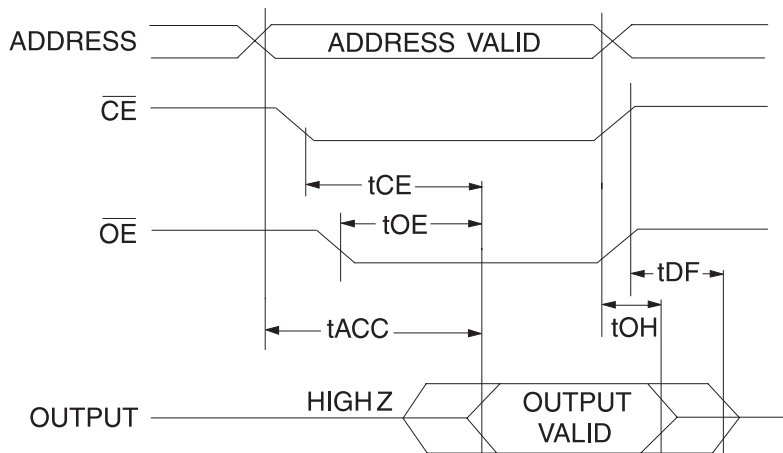 ADDRESS
ADDRESS VALID
CE
tCE
tOE
OE
tDF
tACC
tOH
HIGH Z
OUTPUT
OUTPUT
VALID